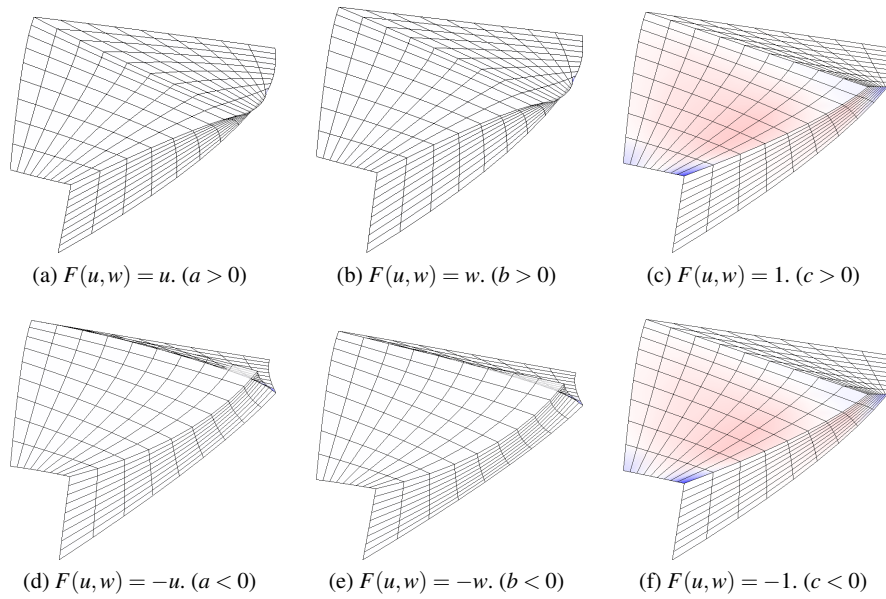 (a) F(u,w) = u. (a > 0)
(b) F(u,w) = w. (b > 0)
(c) F(u,w) = 1. (c > 0)
(d) F(u,w) = −u. (a < 0)
(e) F(u,w) = −w. (b < 0)
(f) F(u,w) = −1. (c < 0)